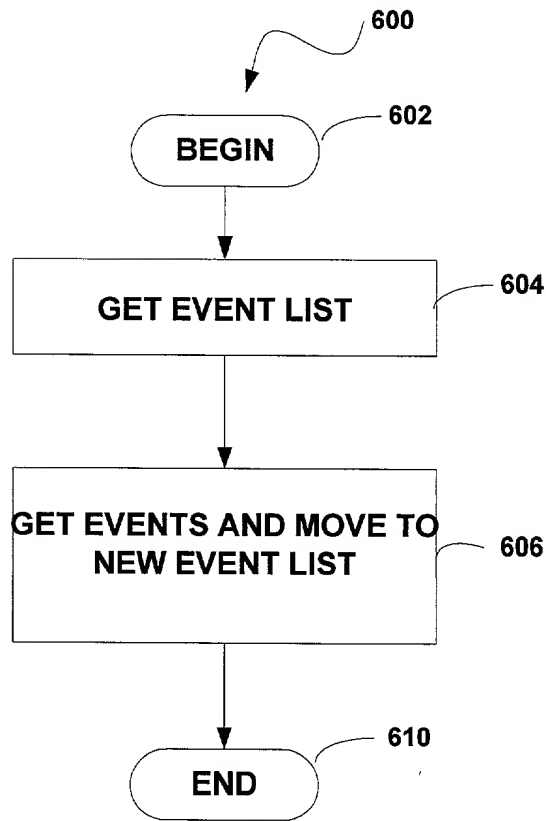 600
602
BEGIN
604
GET EVENT LIST
GET EVENTS AND MOVE TO
NEW EVENT LIST
606
610
END